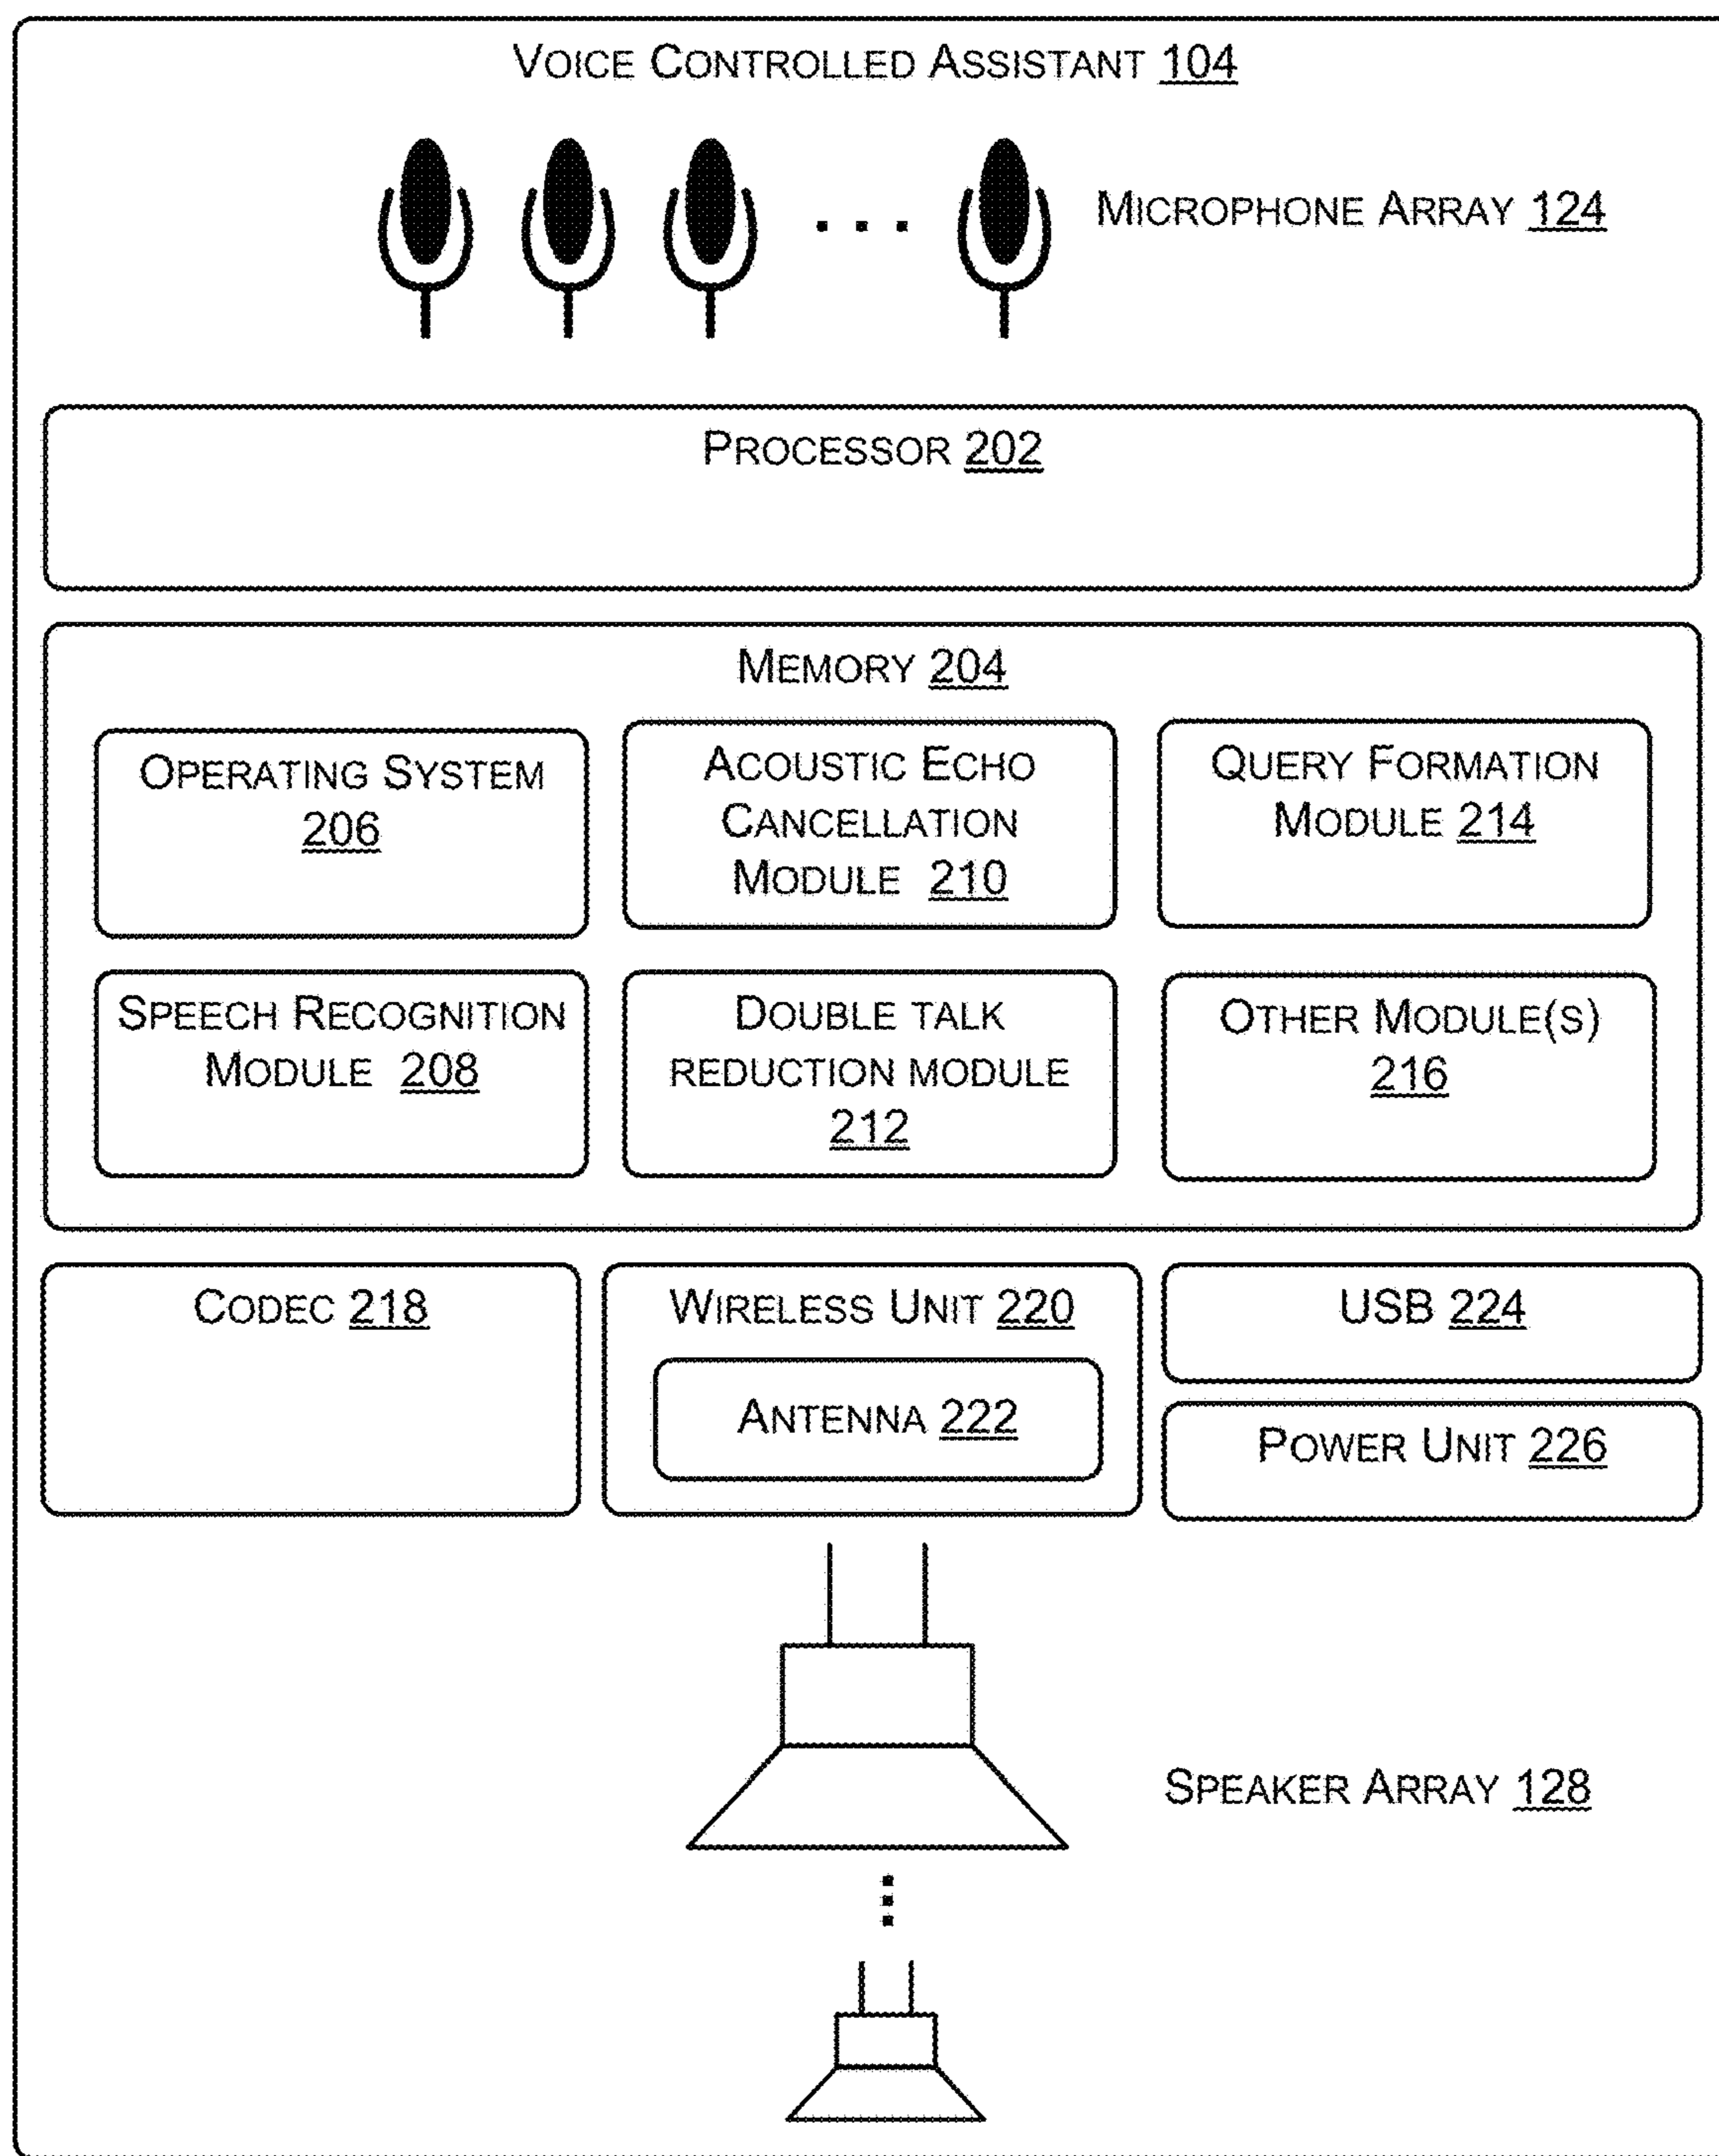 VOICE CONTROLLED ASSISTANT 104
MICROPHONE ARRAY 124
PROCESSOR 202
MEMORY 204
OPERATING SYSTEM
206
ACOUSTIC ECHO
CANCELLATION
MODULE 210
QUERY FORMATION
MODULE 214
SPEECH RECOGNITION
MODULE 208
DOUBLE TALK
REDUCTION MODULE
212
OTHER MODULE(S)
216
CODEC 218
WIRELESS UNIT 220
ANTENNA 222
USB 224
POWER UNIT 226
SPEAKER ARRAY 128